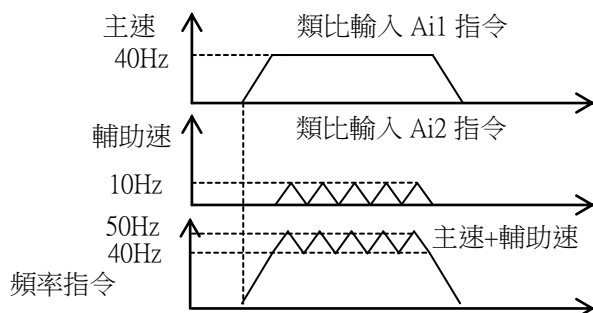 主速
類比輸入 Ai1 指令
40Hz
類比輸入 Ai2 指令
輔助速
10Hz
50Hz
主速+輔助速
40Hz
頻率指令